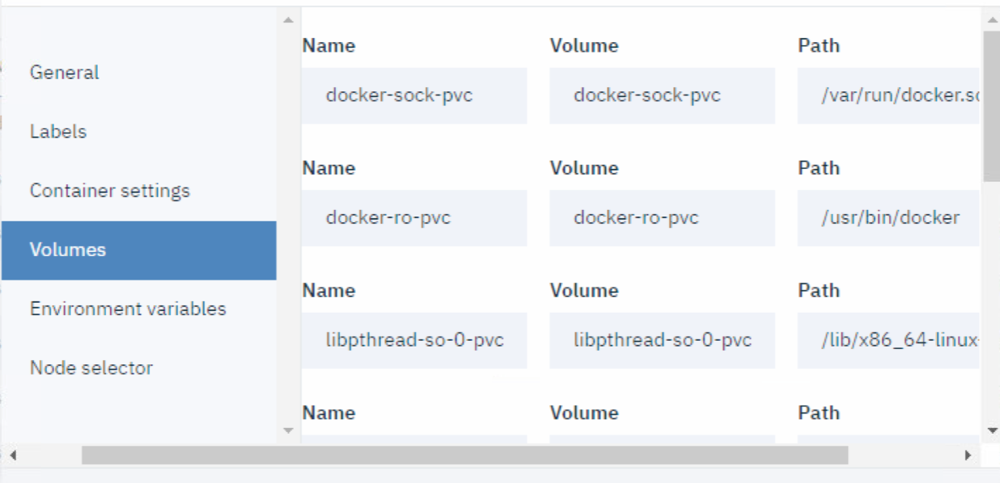 General
Labels
Container settings
Volumes
Environment variables
Node selector
Name Volume Path
docker-sock-pvc docker-sock-pvc /var/run/docker.so
Name Volume Path
docker-ro-pvc docker-ro-pvc /usr/bin/docker
Name Volume Path
libpthread-so-0-pvc libpthread-so-0-pvc /lib/x86_64-linux-
Name Volume Path